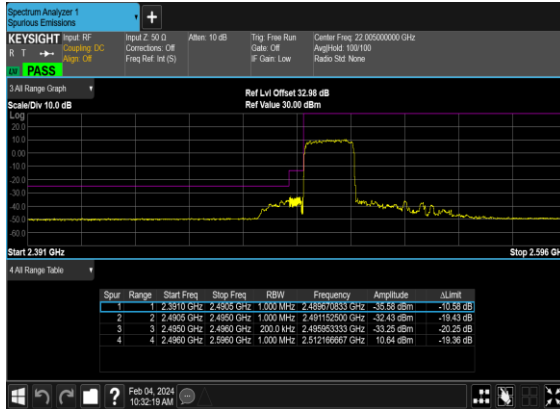 Spectrum Analyzer 1
Spurious Emissions
+
KEYSIGHT Input: RF Input Z: 50 Ω Atten: 10 dB Trig: Free Run Center Freq: 22.005000000 GHz
R T Coupling: DC Corrections: Off Gate: Off Avg|Hold: 100/100
Align: Off Freq Ref: Int (S) IF Gain: Low Radio Std: None
PASS
3 All Range Graph
Ref Lvl Offset 32.98 dB
Scale/Div 10.0 dB Ref Value 30.00 dBm
Log
20.0
10.0
0.00
-10.0
-20.0
-30.0
-40.0
-50.0
-60.0
Start 2.391 GHz Stop 2.596 GH
4 All Range Table
Spur Range Start Freq Stop Freq RBW Frequency Amplitude ΔLimit
1 1 2.3910 GHz 2.4905 GHz 1.000 MHz 2.489670833 GHz -35.58 dBm -10.58 dB
2 2 2.4905 GHz 2.4950 GHz 1.000 MHz 2.491152500 GHz -32.43 dBm -19.43 dB
3 3 2.4950 GHz 2.4960 GHz 200.0 kHz 2.495953333 GHz -33.25 dBm -20.25 dB
4 4 2.4960 GHz 2.5960 GHz 1.000 MHz 2.512166667 GHz 10.64 dBm -19.36 dB
? Feb 04, 2024
10:32:19 AM